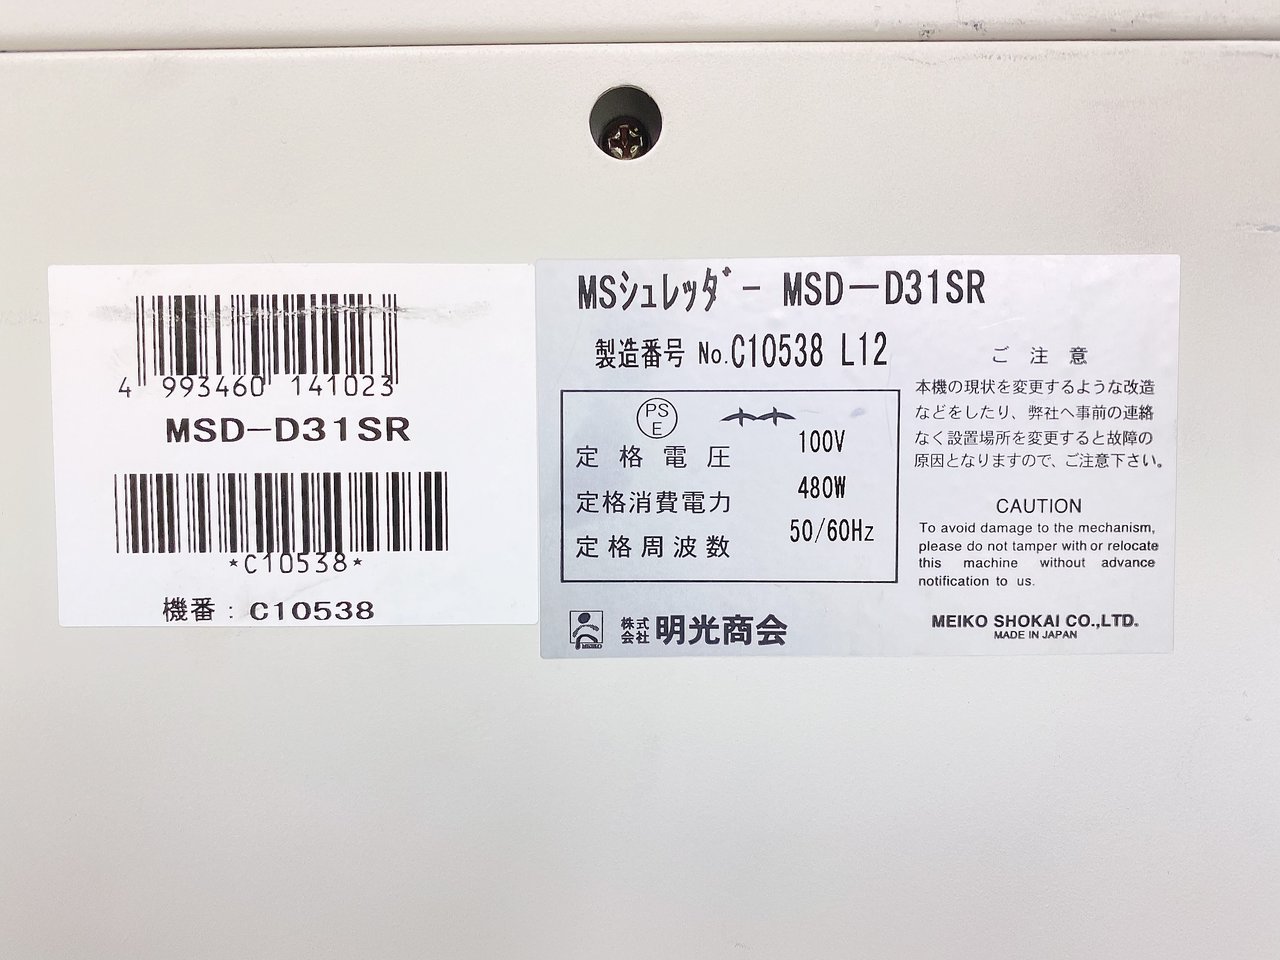 4 993460 141023
MSD-D31SR
*C10538*
機番：C10538
MSシュレッダー MSD-D31SR
製造番号 No.C10538 L12
PS
E
定格電圧 100V
定格消費電力 480W
定格周波数 50/60Hz
MEIKO
株式会社 明光商会
ご注意
本機の現状を変更するような改造
などをしたり、弊社へ事前の連絡
なく設置場所を変更すると故障の
原因となりますので、ご注意下さい。
CAUTION
To avoid damage to the mechanism,
please do not tamper with or relocate
this machine without advance
notification to us.
MEIKO SHOKAI CO.,LTD.
MADE IN JAPAN